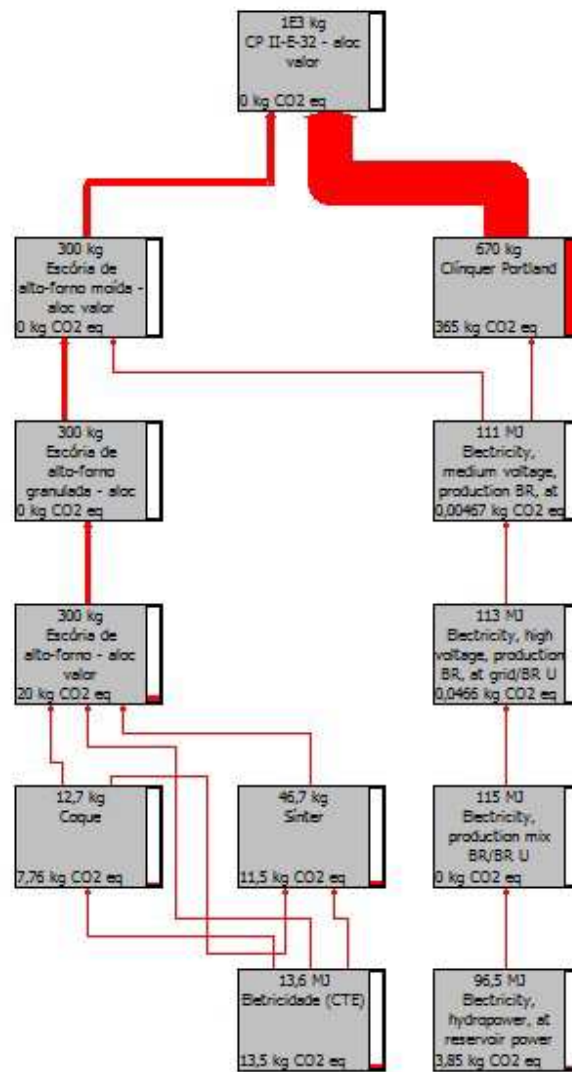 1E3 kg
CP II-E-32 - aloc
valor
0 kg CO2 eq
300 kg
Escória de
alto-forno moída -
aloc valor
0 kg CO2 eq
670 kg
Clínquer Portland
365 kg CO2 eq
300 kg
Escória de
alto-forno
granulada - aloc
0 kg CO2 eq
111 MJ
Electricity,
medium voltage,
production BR, at
0,00467 kg CO2 eq
300 kg
Escória de
alto-forno - aloc
valor
20 kg CO2 eq
113 MJ
Electricity, high
voltage, production
BR, at grid/BR U
0,0466 kg CO2 eq
12,7 kg
Coque
7,76 kg CO2 eq
46,7 kg
Sínter
11,5 kg CO2 eq
115 MJ
Electricity,
production mix
BR/BR U
0 kg CO2 eq
13,6 MJ
Eletricidade (CTE)
13,5 kg CO2 eq
96,5 MJ
Electricity,
hydropower, at
reservoir power
3,85 kg CO2 eq